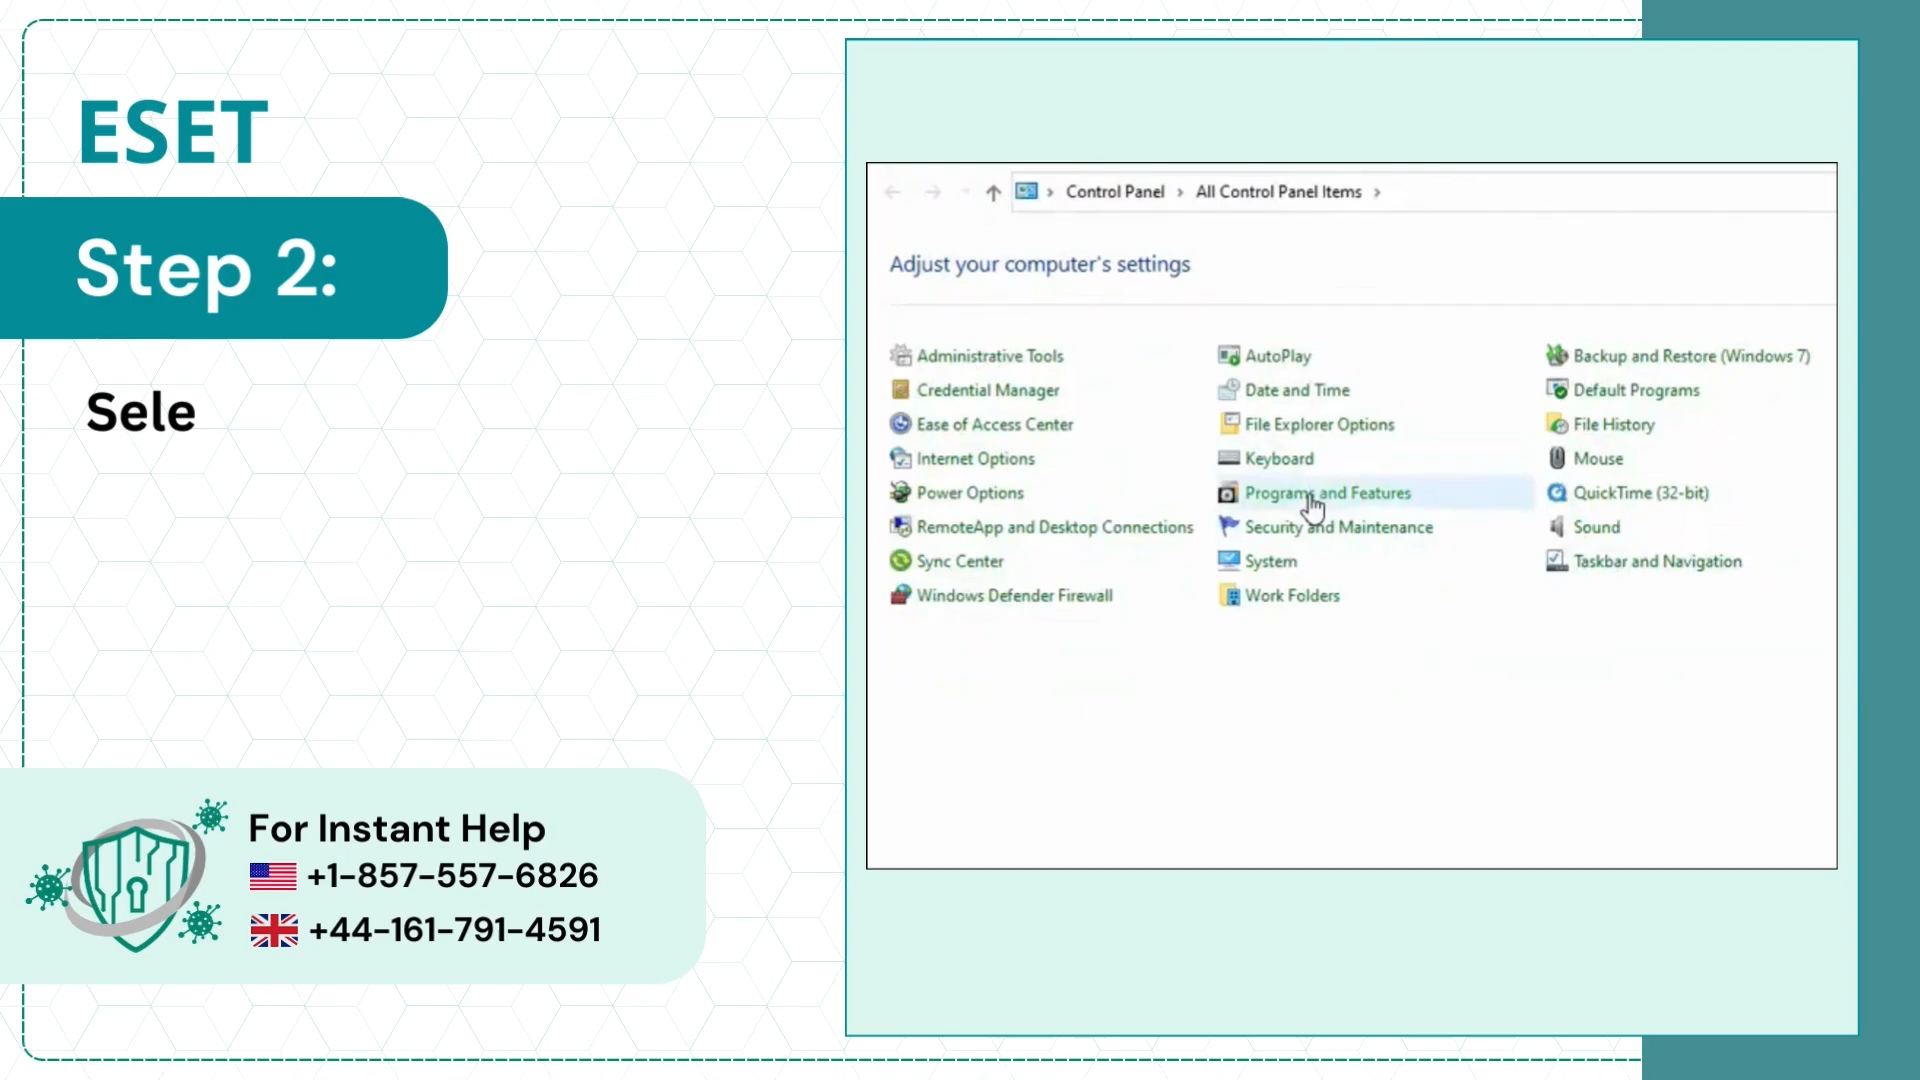 ESET
Step 2:
Sele
For Instant Help
+1-857-557-6826
+44-161-791-4591
Control Panel > All Control Panel Items >
Adjust your computer's settings
Administrative Tools
AutoPlay
Backup and Restore (Windows 7)
Credential Manager
Date and Time
Default Programs
Ease of Access Center
File Explorer Options
File History
Internet Options
Keyboard
Mouse
Power Options
Programs and Features
QuickTime (32-bit)
RemoteApp and Desktop Connections
Security and Maintenance
Sound
Sync Center
System
Taskbar and Navigation
Windows Defender Firewall
Work Folders